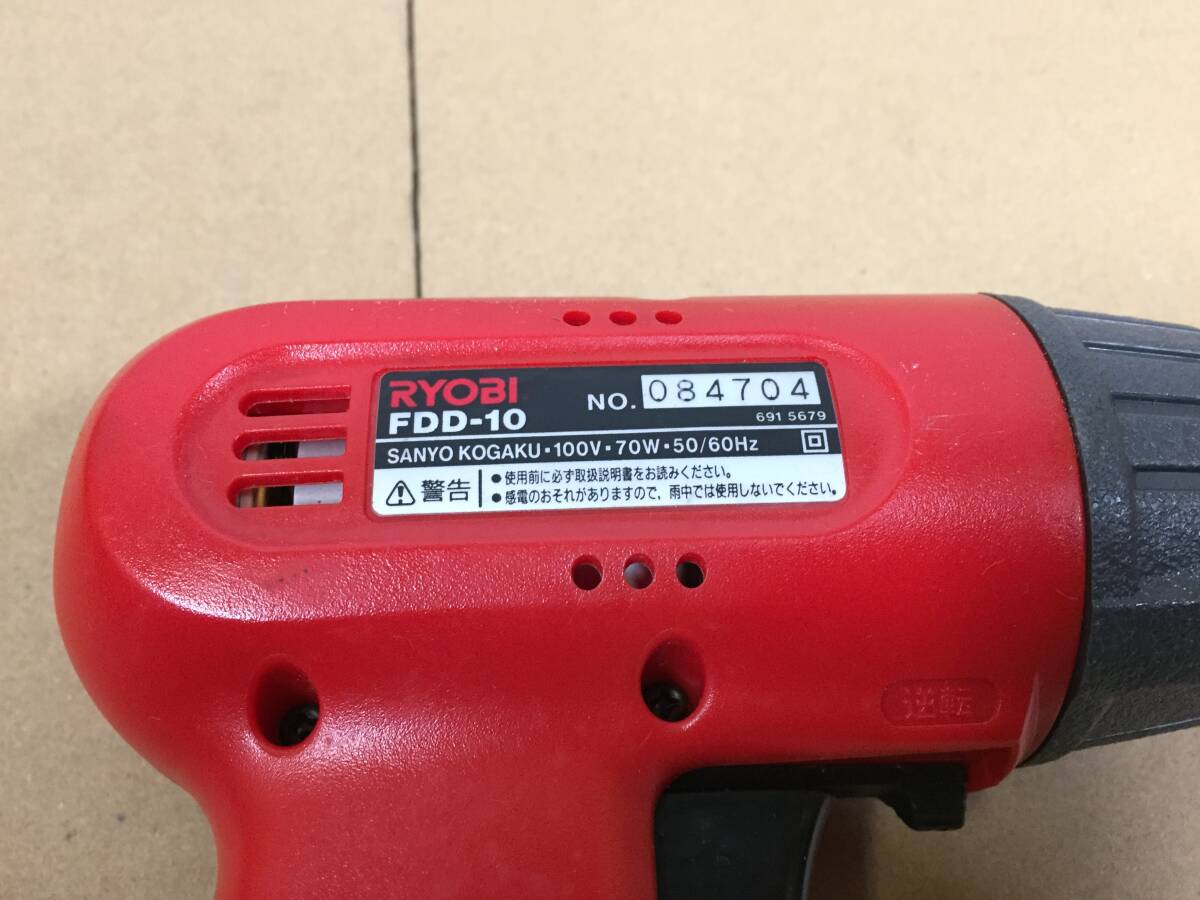 RYOBI
FDD-10
NO. 084704
691 5679
SANYO KOGAKU・100V・70W・50/60Hz
警告
●使用前に必ず取扱説明書をお読みください。
●感電のおそれがありますので、雨中では使用しないでください。
逆転